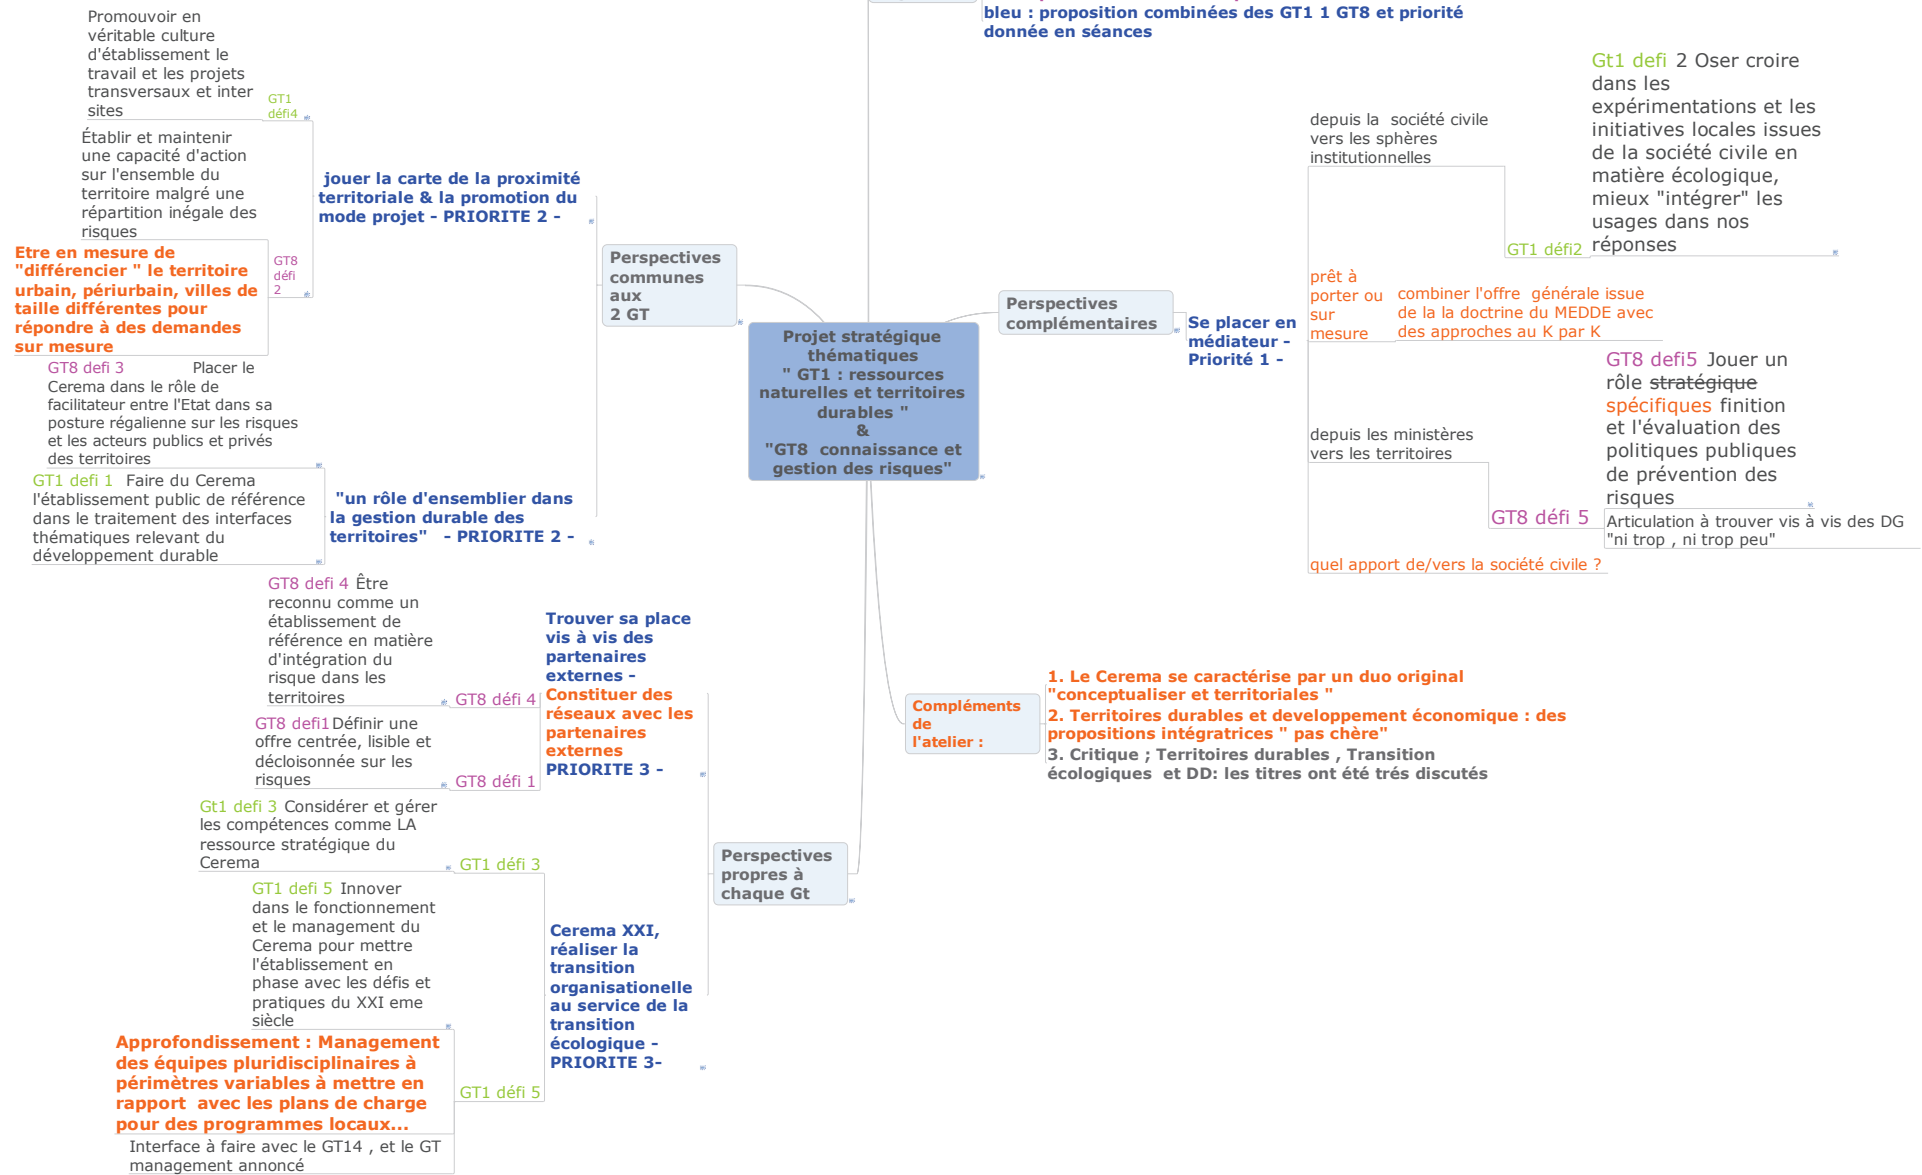 bleu : proposition combinées des GT1 1 GT8 et priorité
donnée en séances
Projet stratégique
thématiques
" GT1 : ressources
naturelles et territoires
durables "
&
"GT8  connaissance et
gestion des risques"
Perspectives
communes
aux
2 GT
jouer la carte de la proximité
territoriale & la promotion du
mode projet - PRIORITE 2 -
GT1
défi4
Promouvoir en
véritable culture
d'établissement le
travail et les projets
transversaux et inter
sites
GT8
défi
2
Établir et maintenir
une capacité d'action
sur l'ensemble du
territoire malgré une
répartition inégale des
risques
Etre en mesure de
"différencier " le territoire
urbain, périurbain, villes de
taille différentes pour
répondre à des demandes
sur mesure
"un rôle d'ensemblier dans
la gestion durable des
territoires"   - PRIORITE 2 -
GT8 defi 3 Placer le
Cerema dans le rôle de
facilitateur entre l'Etat dans sa
posture régalienne sur les risques
et les acteurs publics et privés
des territoires
GT1 defi 1  Faire du Cerema
l'établissement public de référence
dans le traitement des interfaces
thématiques relevant du
développement durable
Perspectives
complémentaires
Se placer en
médiateur -
Priorité 1 -
depuis la  société civile
vers les sphères
institutionnelles
GT1 défi2
Gt1 defi 2 Oser croire
dans les
expérimentations et les
initiatives locales issues
de la société civile en
matière écologique,
mieux "intégrer" les
usages dans nos
réponses
prêt à
porter ou
sur
mesure
combiner l'offre  générale issue
de la la doctrine du MEDDE avec
des approches au K par K
depuis les ministères
vers les territoires
GT8 défi 5
GT8 defi5 Jouer un
rôle stratégique
spécifiques finition
et l'évaluation des
politiques publiques
de prévention des
risques
Articulation à trouver vis à vis des DG
"ni trop , ni trop peu"
quel apport de/vers la société civile ?
Perspectives
propres à
chaque Gt
Trouver sa place
vis à vis des
partenaires
externes -
Constituer des
réseaux avec les
partenaires
externes
PRIORITE 3 -
GT8 défi 4
GT8 defi 4 Être
reconnu comme un
établissement de
référence en matière
d'intégration du
risque dans les
territoires
GT8 défi 1
GT8 defi1 Définir une
offre centrée, lisible et
décloisonnée sur les
risques
Cerema XXI,
réaliser la
transition
organisationelle
au service de la
transition
écologique -
PRIORITE 3-
GT1 défi 3
Gt1 defi 3 Considérer et gérer
les compétences comme LA
ressource stratégique du
Cerema
GT1 défi 5
GT1 defi 5 Innover
dans le fonctionnement
et le management du
Cerema pour mettre
l'établissement en
phase avec les défis et
pratiques du XXI eme
siècle
Approfondissement : Management
des équipes pluridisciplinaires à
périmètres variables à mettre en
rapport  avec les plans de charge
pour des programmes locaux...
Interface à faire avec le GT14 , et le GT
management annoncé
Compléments
de
l'atelier :
1. Le Cerema se caractérise par un duo original
"conceptualiser et territoriales "
2. Territoires durables et developpement économique : des
propositions intégratrices " pas chère"
3. Critique ; Territoires durables , Transition
écologiques  et DD: les titres ont été trés discutés